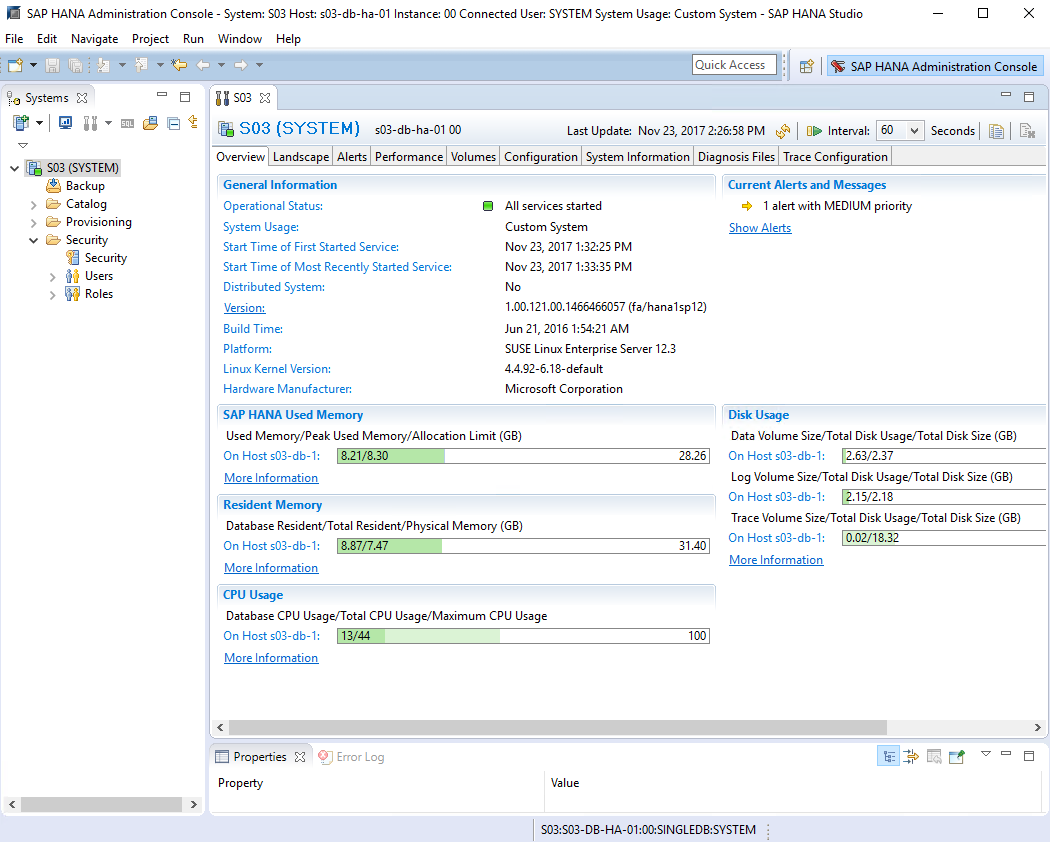 SAP HANA Administration Console - System: S03 Host: s03-db-ha-01 Instance: 00 Connected User: SYSTEM System Usage: Custom System - SAP HANA Studio
File Edit Navigate Project Run Window Help
Quick Access
SAP HANA Administration Console
Systems
SQL
S03 (SYSTEM)
Backup
Catalog
Provisioning
Security
Security
Users
Roles
S03
S03 (SYSTEM) s03-db-ha-01 00
Last Update: Nov 23, 2017 2:26:58 PM Interval: 60 Seconds
Overview Landscape Alerts Performance Volumes Configuration System Information Diagnosis Files Trace Configuration
General Information
Operational Status: All services started
System Usage: Custom System
Start Time of First Started Service: Nov 23, 2017 1:32:25 PM
Start Time of Most Recently Started Service: Nov 23, 2017 1:33:35 PM
Distributed System: No
Version: 1.00.121.00.1466466057 (fa/hana1sp12)
Build Time: Jun 21, 2016 1:54:21 AM
Platform: SUSE Linux Enterprise Server 12.3
Linux Kernel Version: 4.4.92-6.18-default
Hardware Manufacturer: Microsoft Corporation
Current Alerts and Messages
1 alert with MEDIUM priority
Show Alerts
SAP HANA Used Memory
Used Memory/Peak Used Memory/Allocation Limit (GB)
On Host s03-db-1: 8.21/8.30 28.26
More Information
Resident Memory
Database Resident/Total Resident/Physical Memory (GB)
On Host s03-db-1: 8.87/7.47 31.40
More Information
CPU Usage
Database CPU Usage/Total CPU Usage/Maximum CPU Usage
On Host s03-db-1: 13/44 100
More Information
Disk Usage
Data Volume Size/Total Disk Usage/Total Disk Size (GB)
On Host s03-db-1: 2.63/2.37
Log Volume Size/Total Disk Usage/Total Disk Size (GB)
On Host s03-db-1: 2.15/2.18
Trace Volume Size/Total Disk Usage/Total Disk Size (GB)
On Host s03-db-1: 0.02/18.32
More Information
Properties Error Log
Property Value
S03:S03-DB-HA-01:00:SINGLEDB:SYSTEM